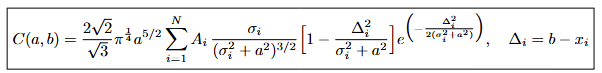 C(a,b) = \frac{2\sqrt{2}}{\sqrt{3}} \pi^{\frac{1}{4}} a^{5/2} \sum_{i=1}^{N} A_i \frac{\sigma_i}{(\sigma_i^2 + a^2)^{3/2}} \left[ 1 - \frac{\Delta_i^2}{\sigma_i^2 + a^2} \right] e^{\left( -\frac{\Delta_i^2}{2(\sigma_i^2 + a^2)} \right)}, \quad \Delta_i = b - x_i